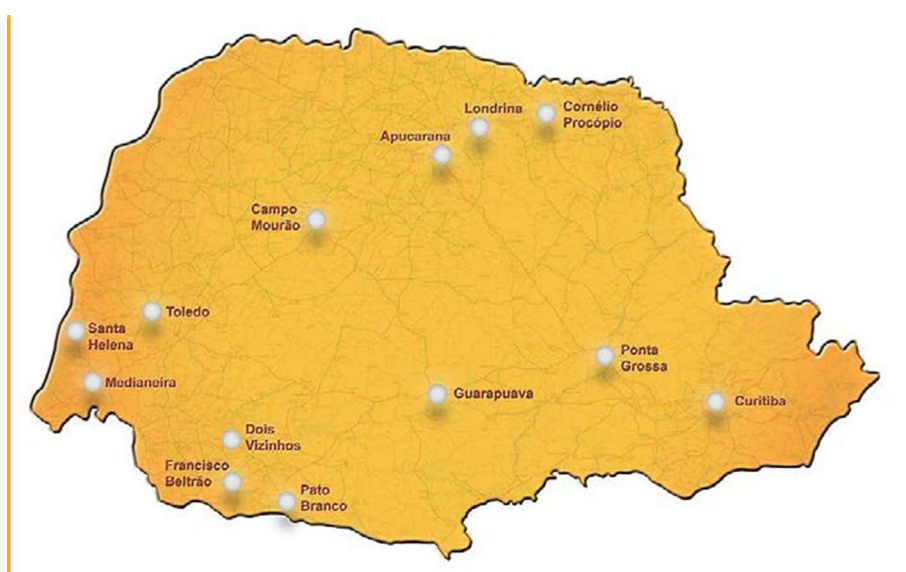 Londrina
Cornélio
Procópio
Apucarana
Campo
Mourão
Toledo
Santa
Helena
Medianeira
Ponta
Grossa
Guarapuava
Curitiba
Dois
Vizinhos
Francisco
Beltrão
Pato
Branco